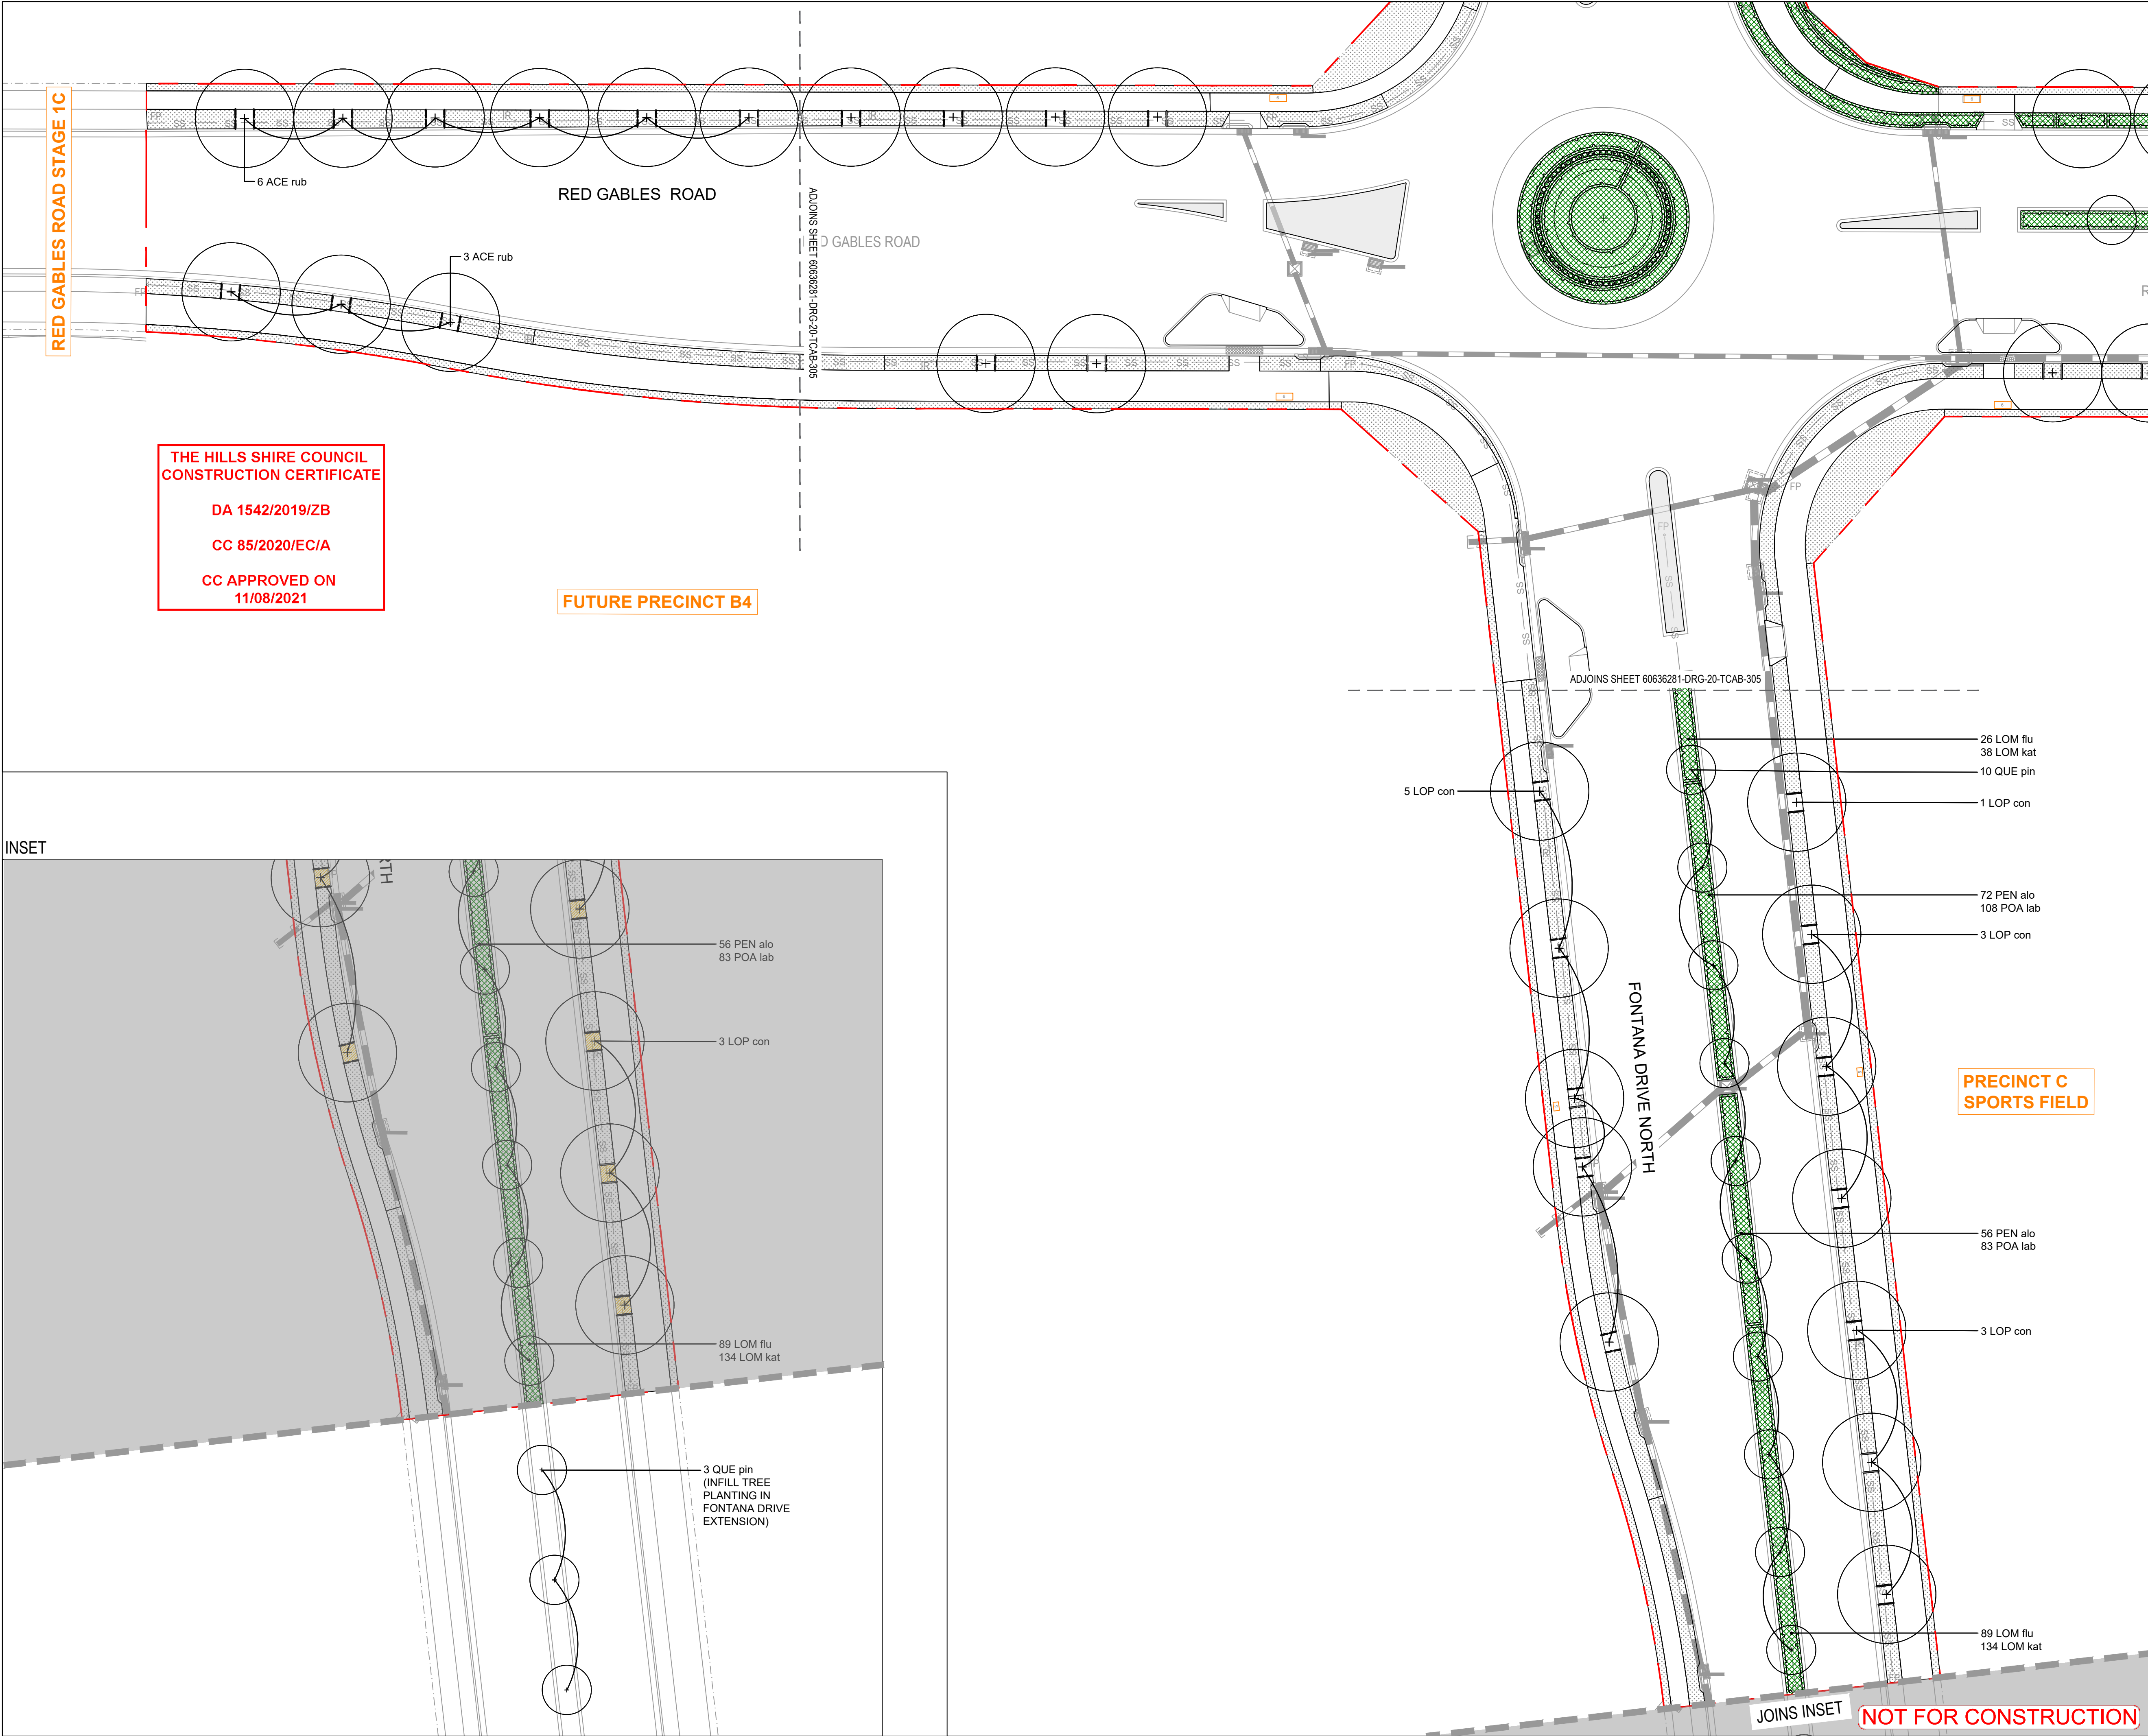 RED GABLES ROAD STAGE 1C
6 ACE rub
RED GABLES ROAD
3 ACE rub
ADJOINS SHEET 60636281-DRG-20-TCAB-305
GABLES ROAD
THE HILLS SHIRE COUNCIL
CONSTRUCTION CERTIFICATE
DA 1542/2019/ZB
CC 85/2020/EC/A
CC APPROVED ON
11/08/2021
FUTURE PRECINCT B4
ADJOINS SHEET 60636281-DRG-20-TCAB-305
26 LOM flu
38 LOM kat
10 QUE pin
5 LOP con
1 LOP con
72 PEN alo
108 POA lab
3 LOP con
FONTANA DRIVE NORTH
PRECINCT C
SPORTS FIELD
56 PEN alo
83 POA lab
3 LOP con
89 LOM flu
134 LOM kat
JOINS INSET
NOT FOR CONSTRUCTION
INSET
RTH
56 PEN alo
83 POA lab
3 LOP con
89 LOM flu
134 LOM kat
3 QUE pin
(INFILL TREE
PLANTING IN
FONTANA DRIVE
EXTENSION)